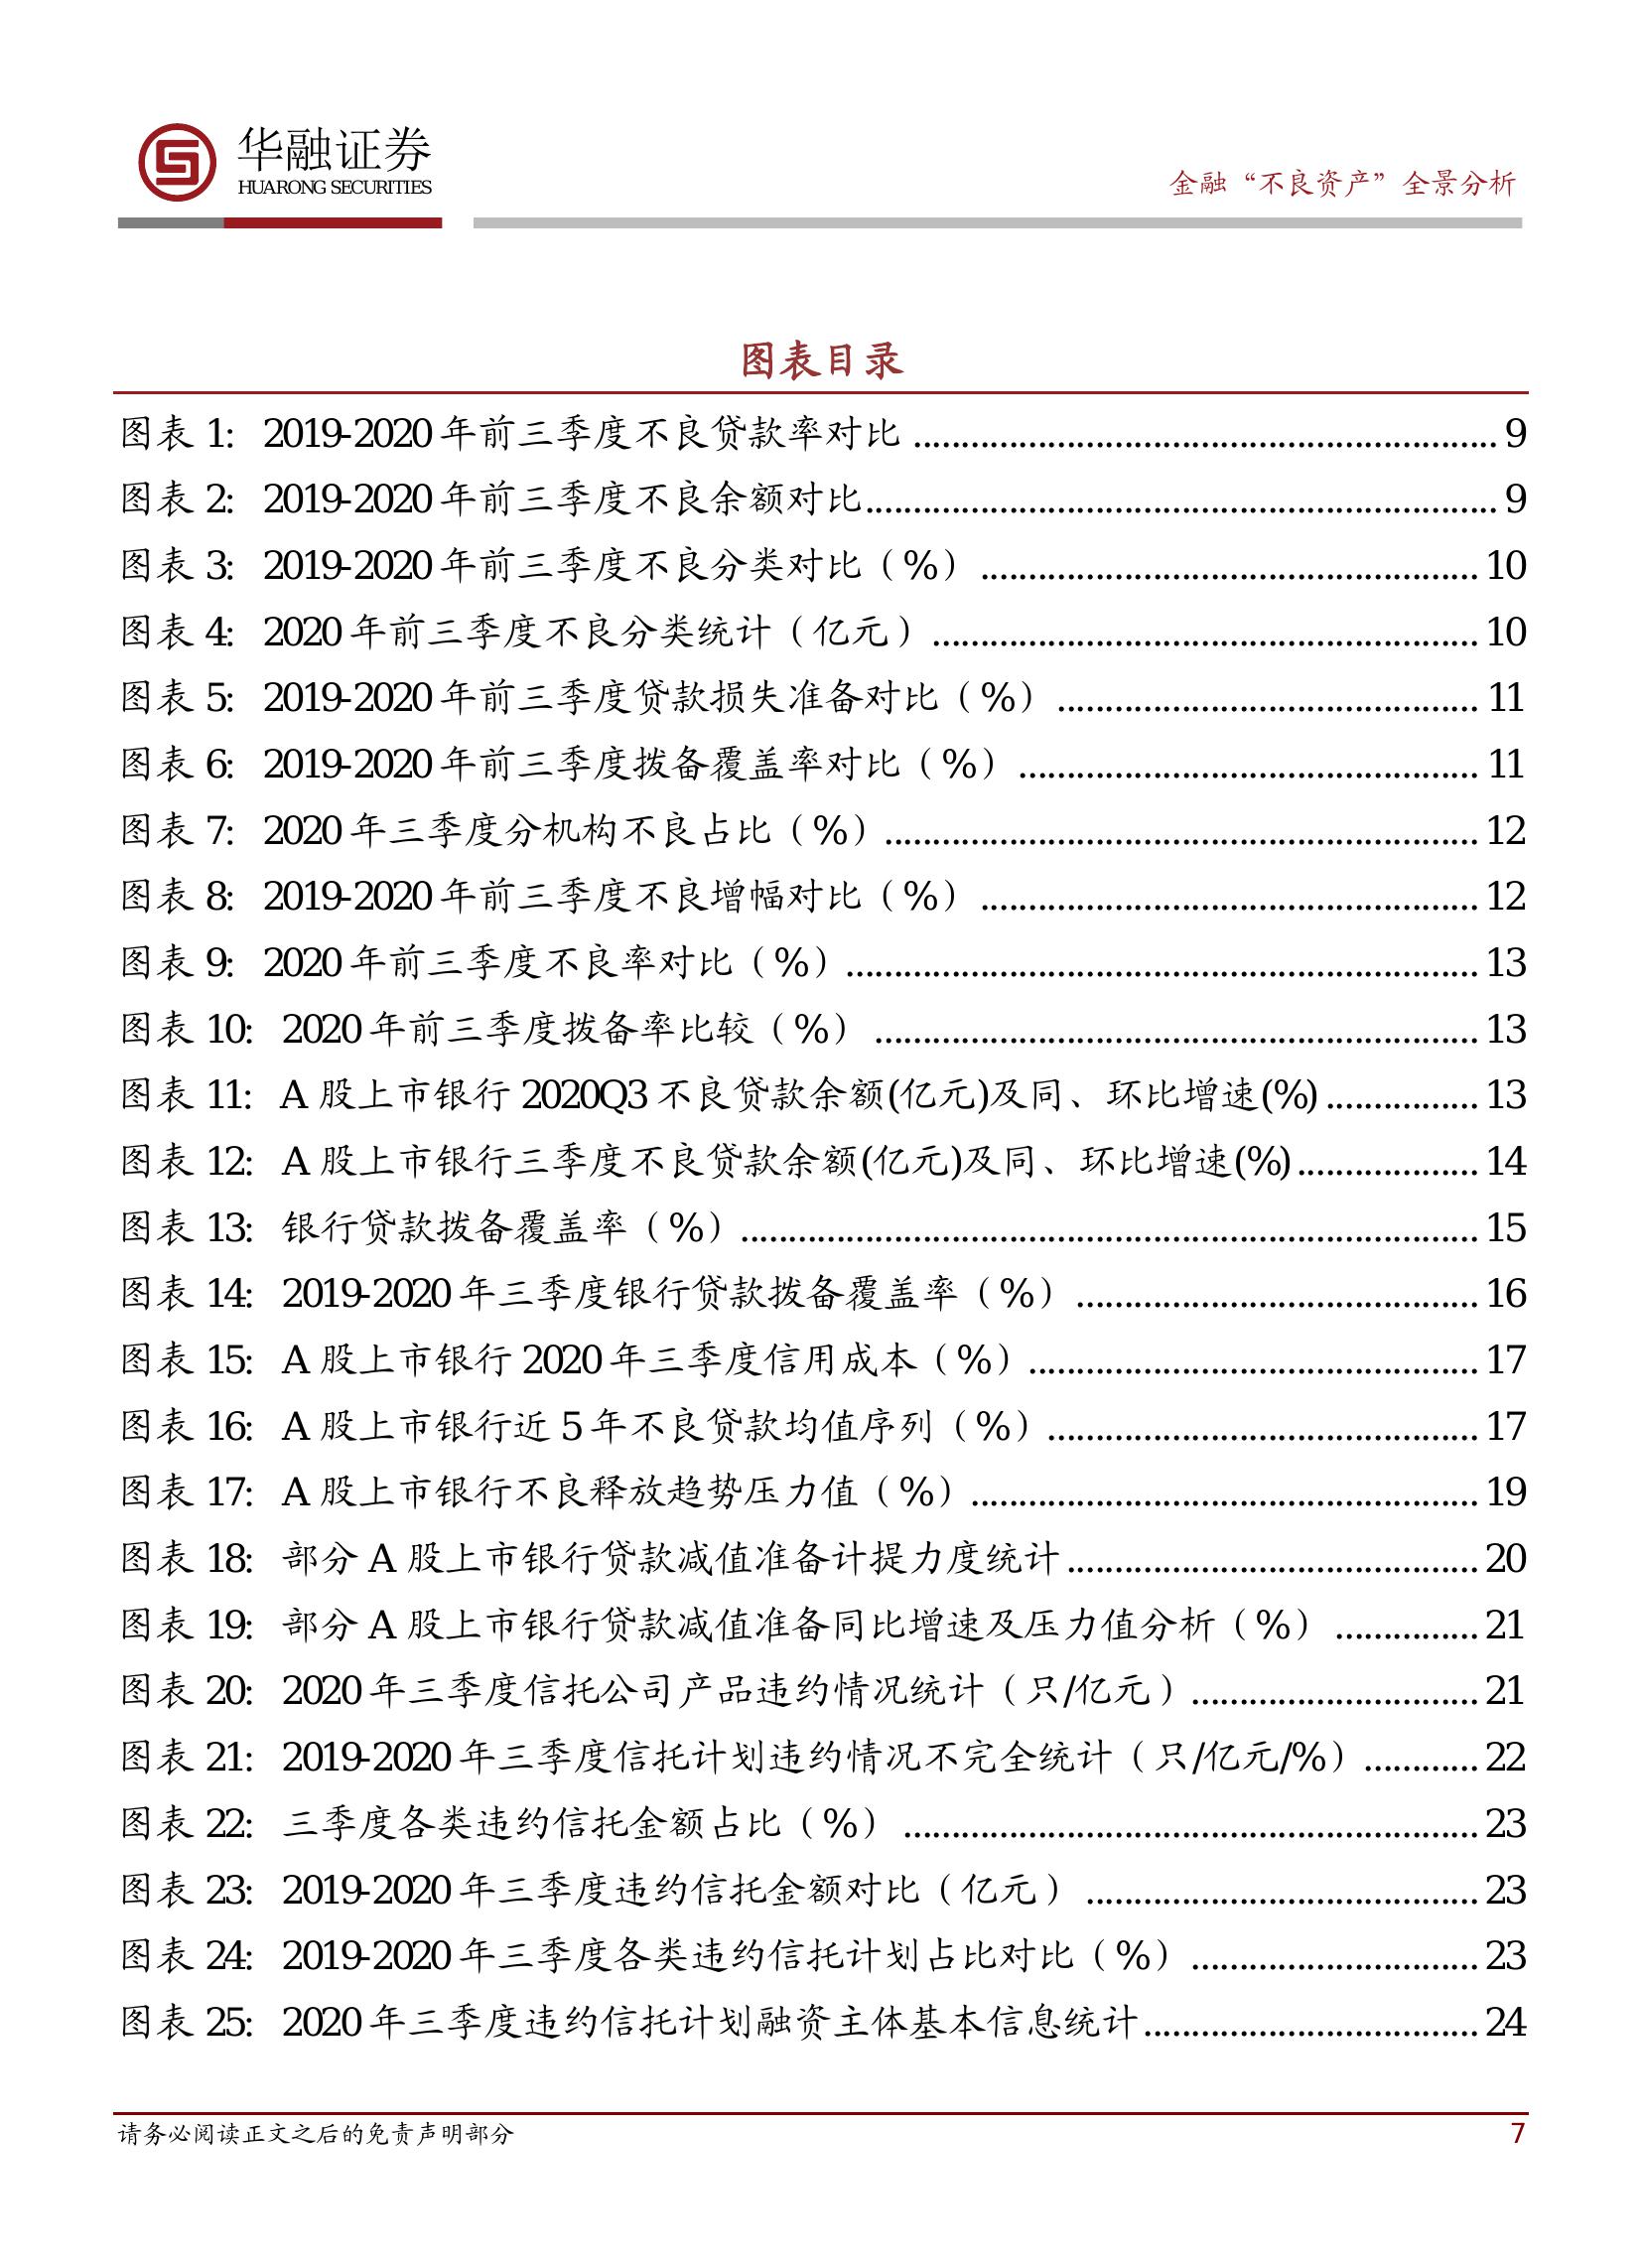 华融证券
HUARONG SECURITIES
金融“不良资产”全景分析
图表目录
图表 1: 2019-2020 年前三季度不良贷款率对比 ............................................................. 9
图表 2: 2019-2020 年前三季度不良余额对比.................................................................. 9
图表 3: 2019-2020 年前三季度不良分类对比（%） .................................................... 10
图表 4: 2020 年前三季度不良分类统计（亿元） ......................................................... 10
图表 5: 2019-2020 年前三季度贷款损失准备对比（%） ............................................ 11
图表 6: 2019-2020 年前三季度拨备覆盖率对比（%） ................................................ 11
图表 7: 2020 年三季度分机构不良占比（%）.............................................................. 12
图表 8: 2019-2020 年前三季度不良增幅对比（%） .................................................... 12
图表 9: 2020 年前三季度不良率对比（%）.................................................................. 13
图表 10: 2020 年前三季度拨备率比较（%） ............................................................... 13
图表 11: A 股上市银行 2020Q3 不良贷款余额(亿元)及同、环比增速(%) ................ 13
图表 12: A 股上市银行三季度不良贷款余额(亿元)及同、环比增速(%)................... 14
图表 13: 银行贷款拨备覆盖率（%）............................................................................. 15
图表 14: 2019-2020 年三季度银行贷款拨备覆盖率（%） .......................................... 16
图表 15: A 股上市银行 2020 年三季度信用成本（%）............................................... 17
图表 16: A 股上市银行近 5 年不良贷款均值序列（%）............................................. 17
图表 17: A 股上市银行不良释放趋势压力值（%）..................................................... 19
图表 18: 部分 A 股上市银行贷款减值准备计提力度统计........................................... 20
图表 19: 部分 A 股上市银行贷款减值准备同比增速及压力值分析（%） ............... 21
图表 20: 2020 年三季度信托公司产品违约情况统计（只/亿元）.............................. 21
图表 21: 2019-2020 年三季度信托计划违约情况不完全统计（只/亿元/%）............ 22
图表 22: 三季度各类违约信托金额占比（%） ............................................................ 23
图表 23: 2019-2020 年三季度违约信托金额对比（亿元） ......................................... 23
图表 24: 2019-2020 年三季度各类违约信托计划占比对比（%）.............................. 23
图表 25: 2020 年三季度违约信托计划融资主体基本信息统计................................... 24
请务必阅读正文之后的免责声明部分
7